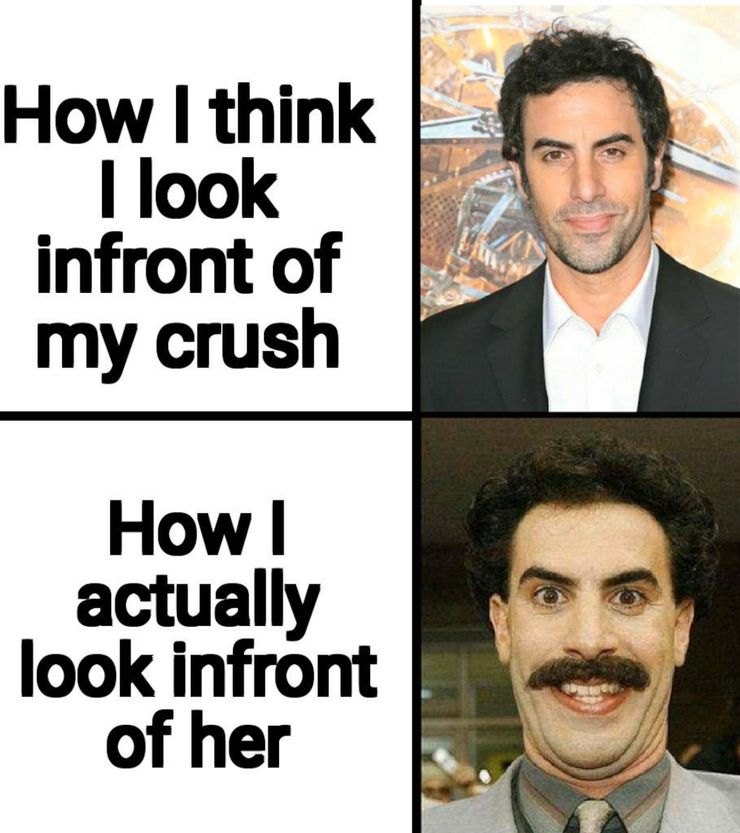 How I think
I look
infront of
my crush
How I
actually
look infront
of her